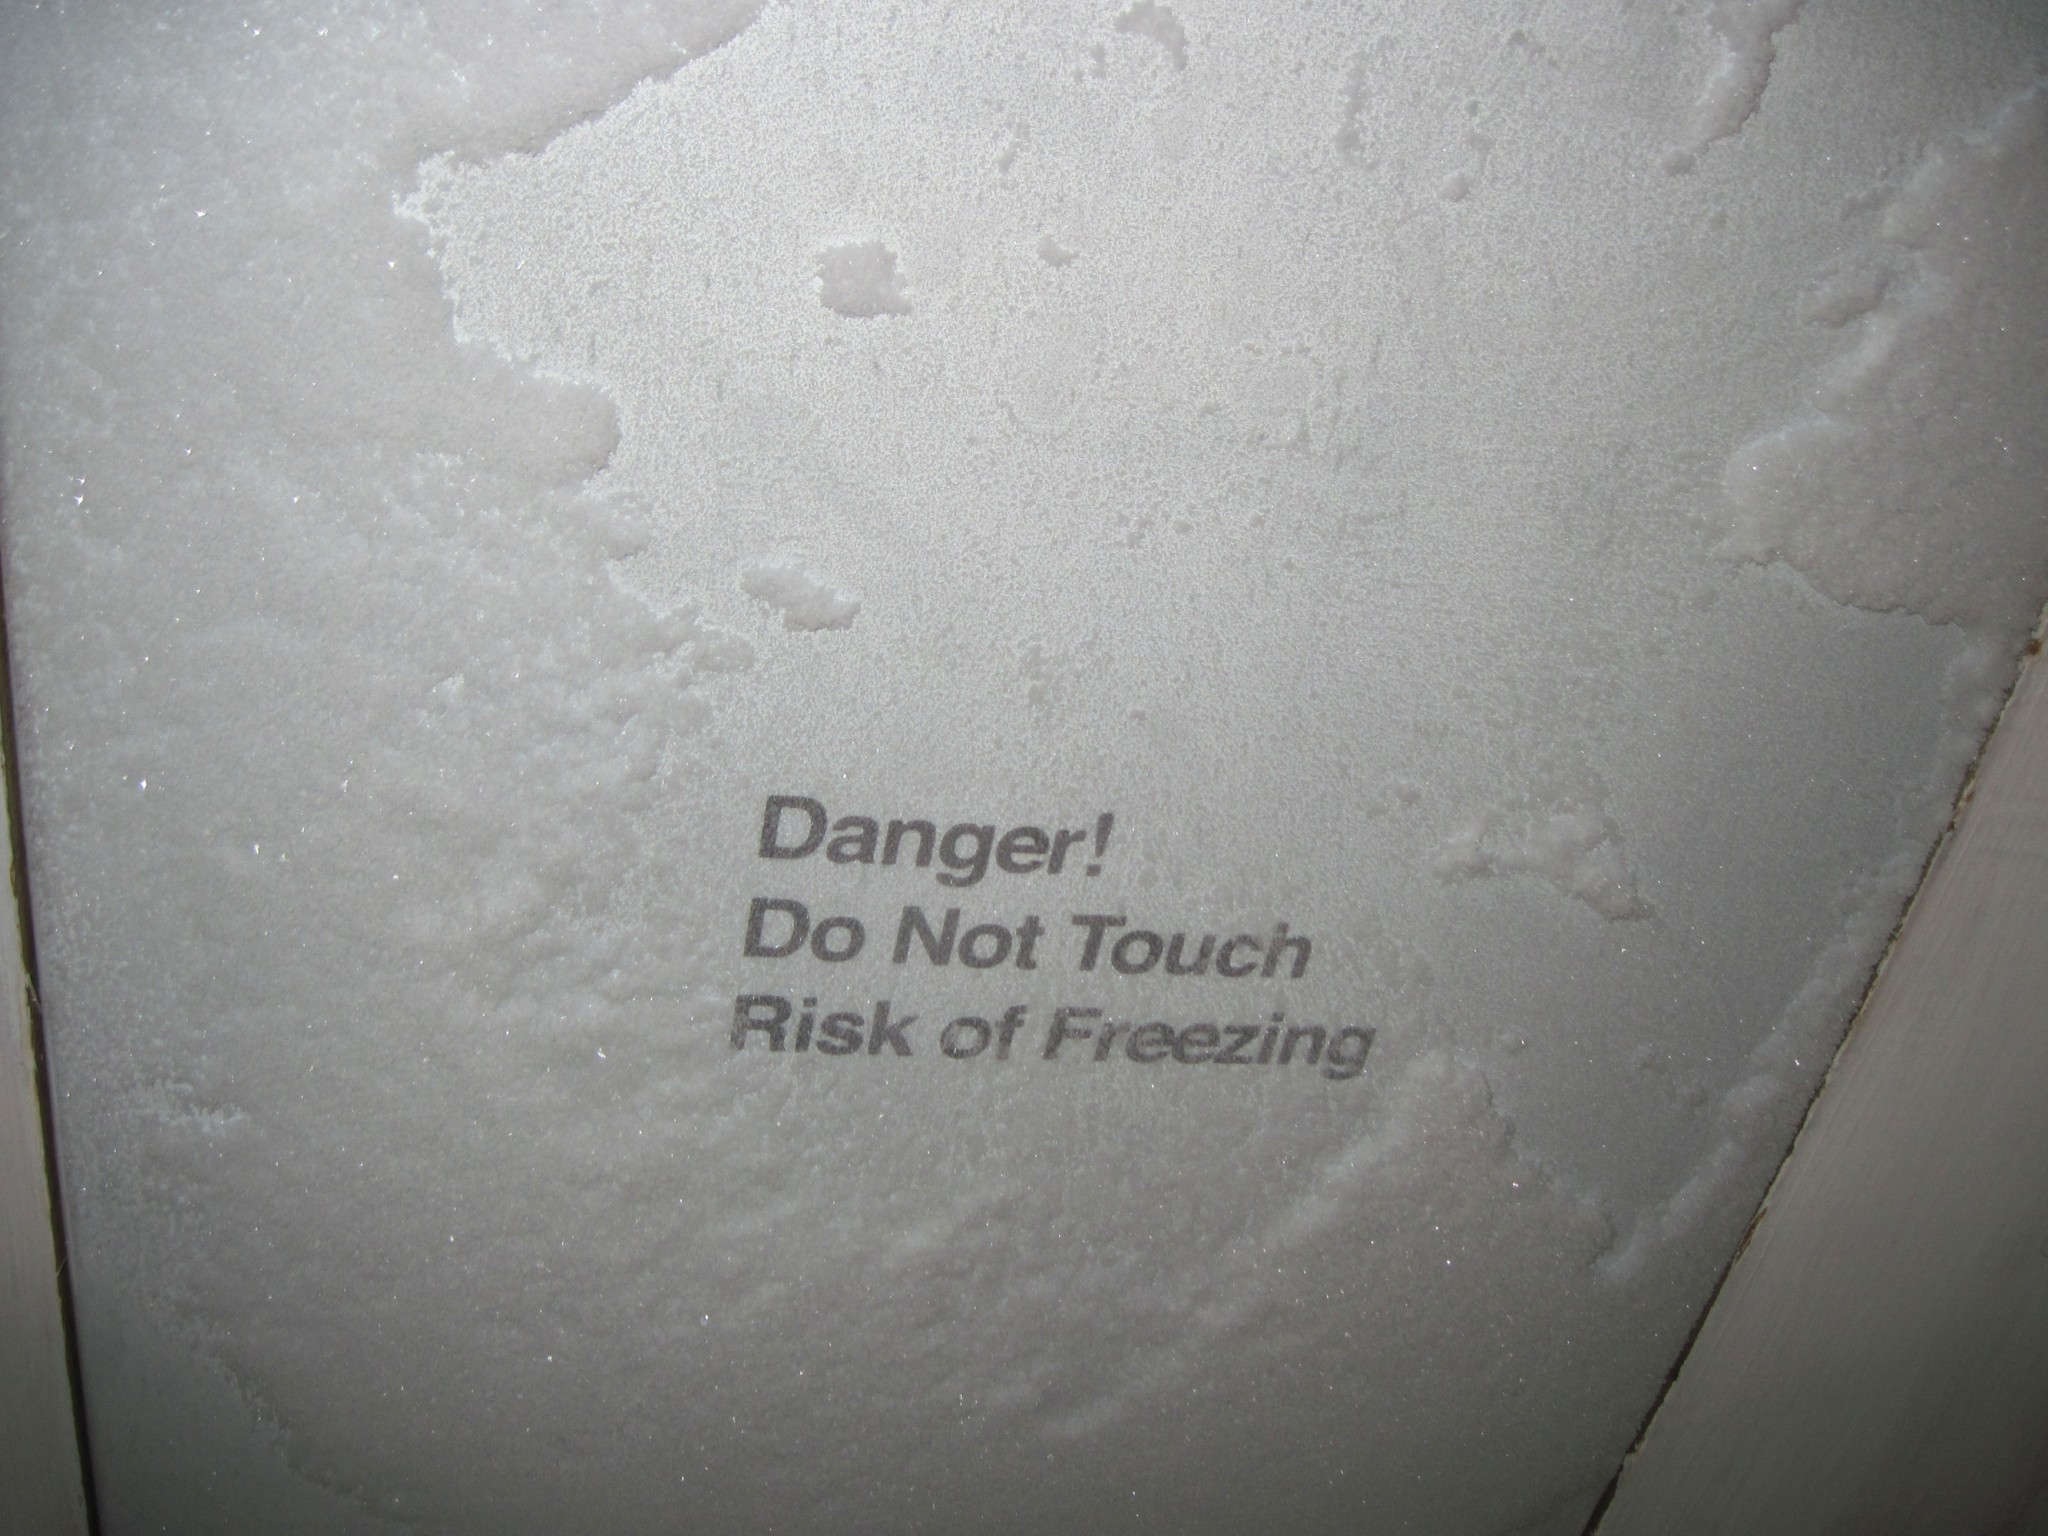 Danger!
Do Not Touch
Risk of Freezing